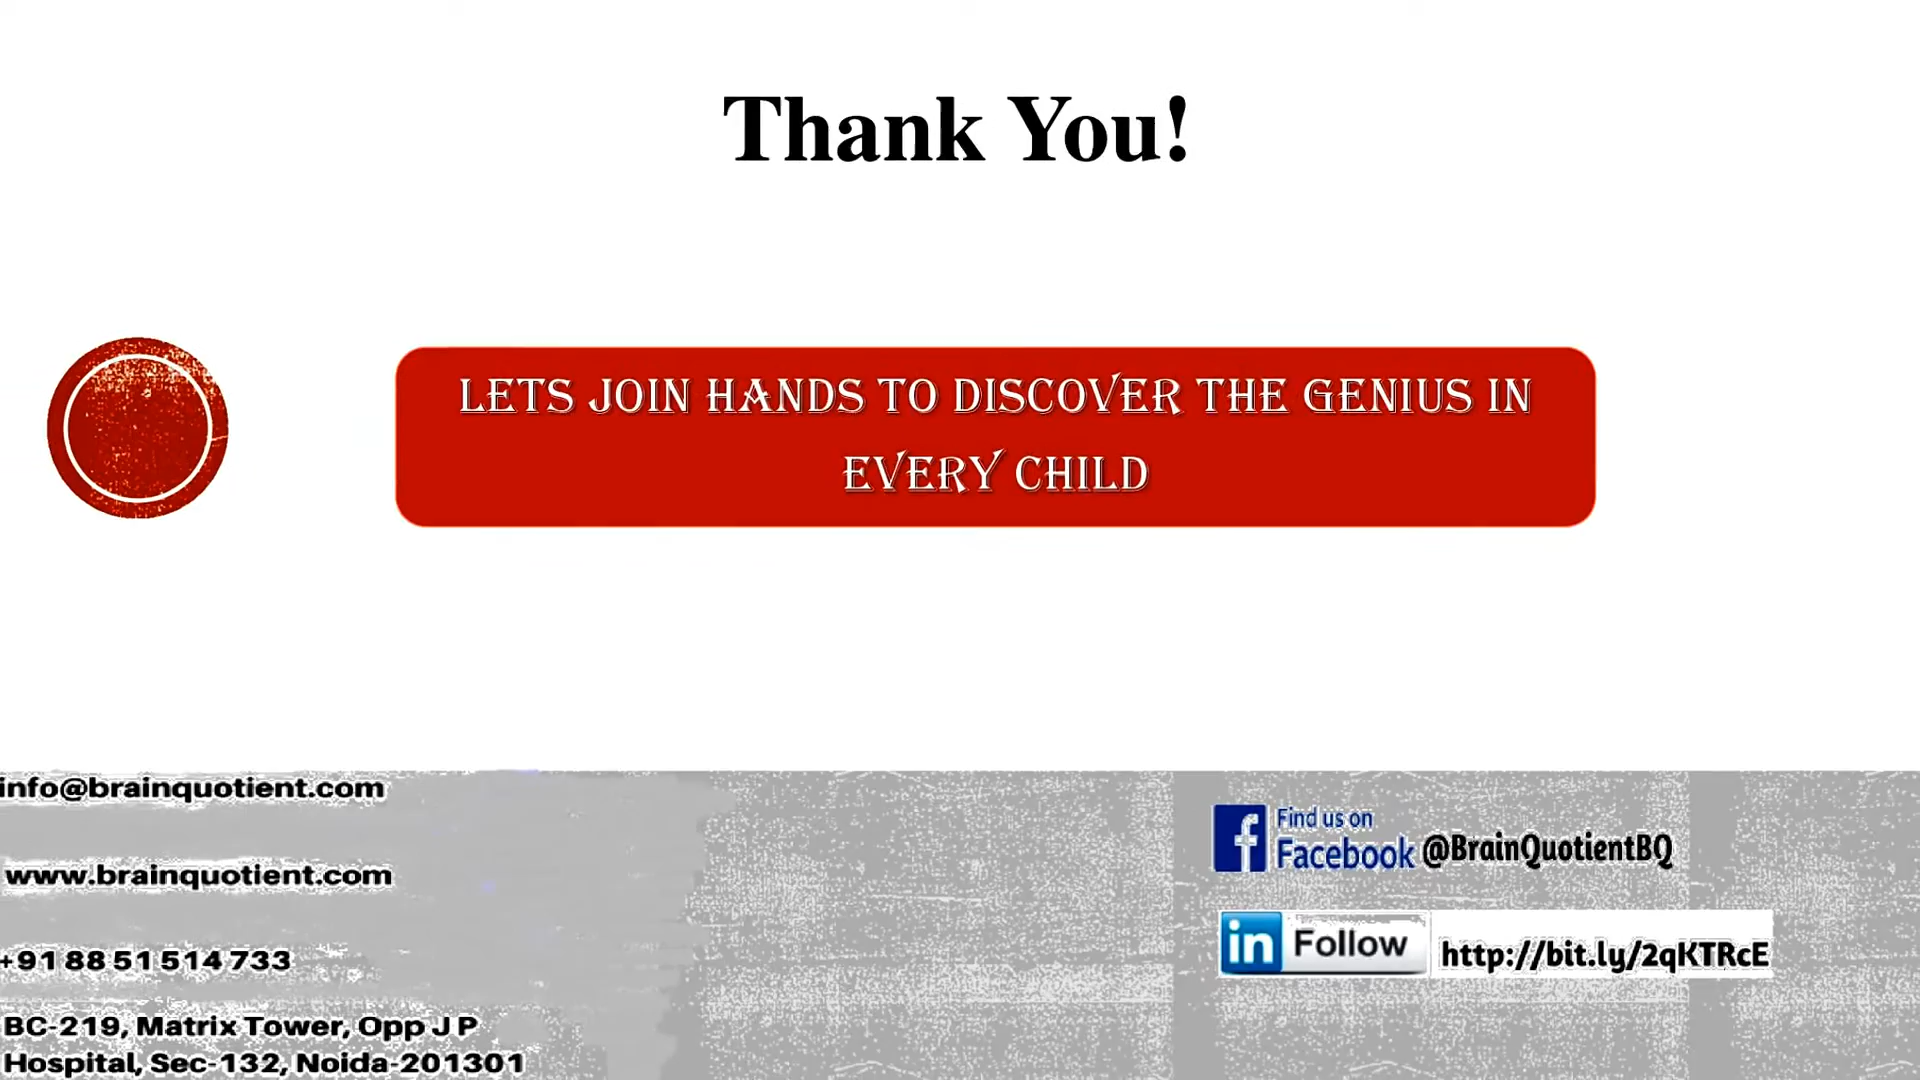 Thank You!
LETS JOIN HANDS TO DISCOVER THE GENIUS IN
EVERY CHILD
info@brainquotient.com
www.brainquotient.com
+91 88 51 514 733
BC-219, Matrix Tower, Opp J P
Hospital, Sec-132, Noida-201301
Find us on
Facebook @BrainQuotientBQ
in Follow http://bit.ly/2qKTRcE